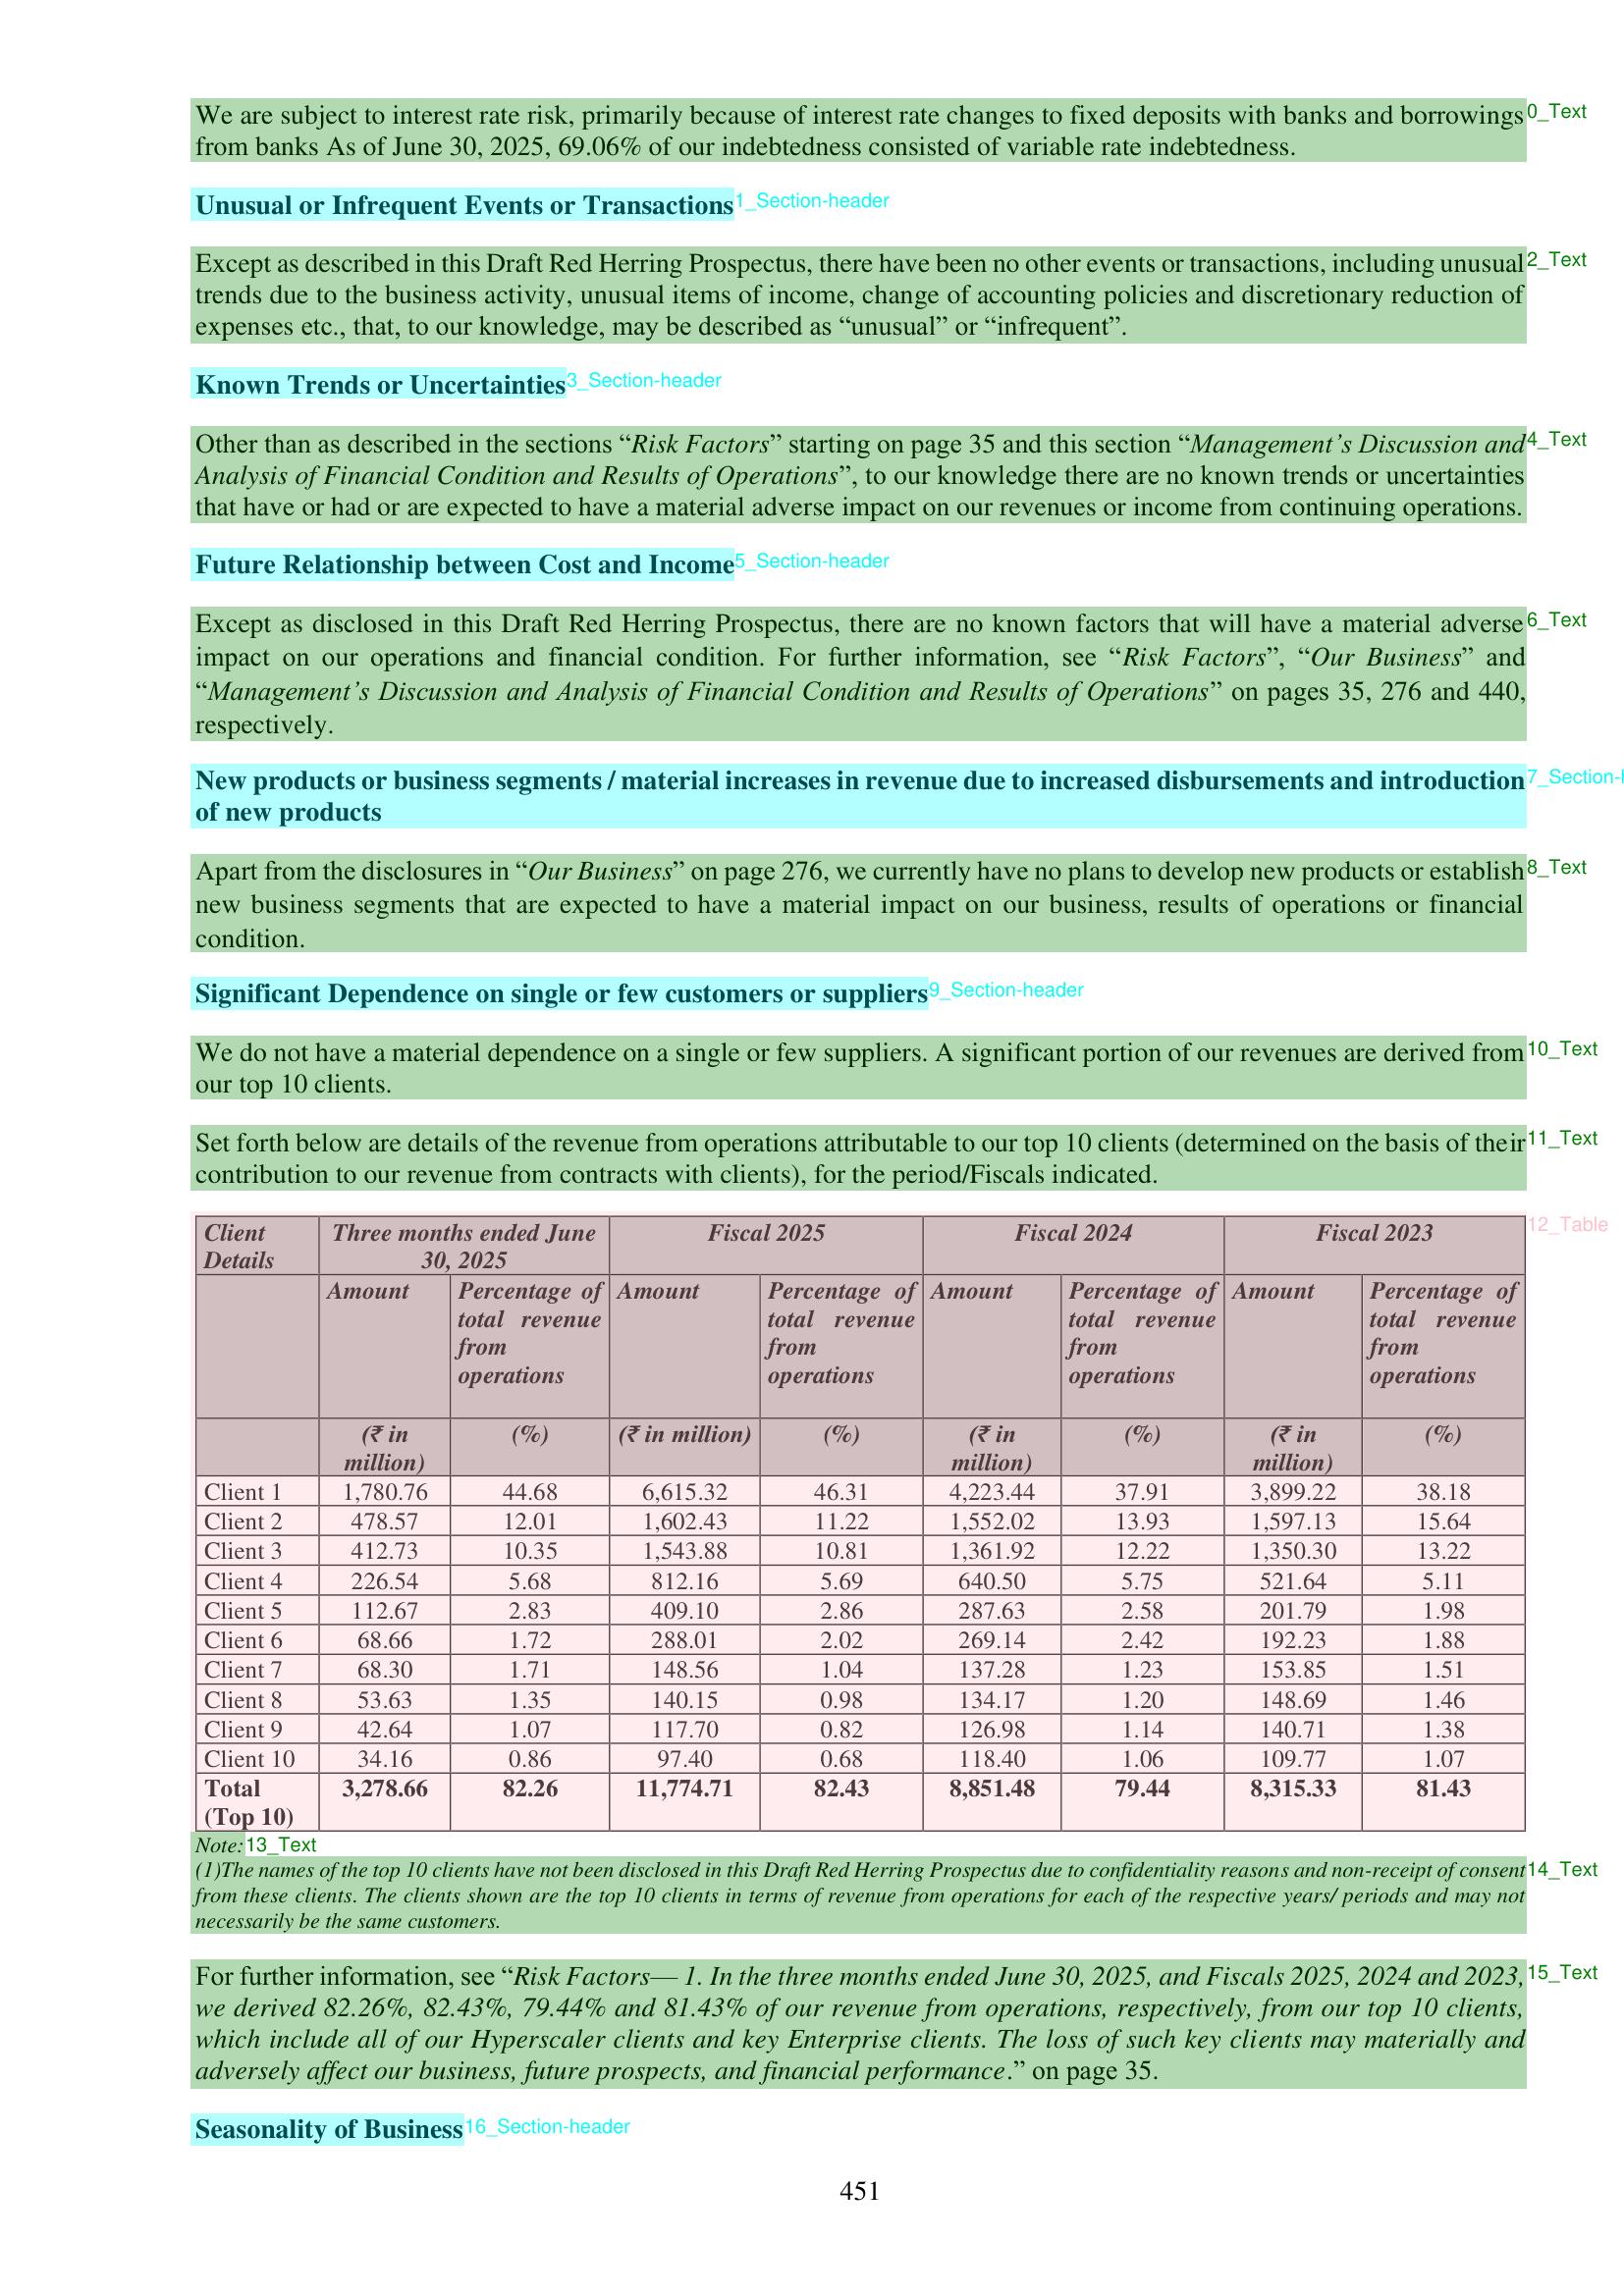 We are subject to interest rate risk, primarily because of interest rate changes to fixed deposits with banks and borrowings 0_Text
from banks As of June 30, 2025, 69.06% of our indebtedness consisted of variable rate indebtedness.
Unusual or Infrequent Events or Transactions 1_Section-header
Except as described in this Draft Red Herring Prospectus, there have been no other events or transactions, including unusual 2_Text
trends due to the business activity, unusual items of income, change of accounting policies and discretionary reduction of
expenses etc., that, to our knowledge, may be described as “unusual” or “infrequent”.
Known Trends or Uncertainties 3_Section-header
Other than as described in the sections “Risk Factors” starting on page 35 and this section “Management’s Discussion and 4_Text
Analysis of Financial Condition and Results of Operations”, to our knowledge there are no known trends or uncertainties
that have or had or are expected to have a material adverse impact on our revenues or income from continuing operations.
Future Relationship between Cost and Income 5_Section-header
Except as disclosed in this Draft Red Herring Prospectus, there are no known factors that will have a material adverse 6_Text
impact on our operations and financial condition. For further information, see “Risk Factors”, “Our Business” and
“Management’s Discussion and Analysis of Financial Condition and Results of Operations” on pages 35, 276 and 440,
respectively.
New products or business segments / material increases in revenue due to increased disbursements and introduction 7_Section-
of new products
Apart from the disclosures in “Our Business” on page 276, we currently have no plans to develop new products or establish 8_Text
new business segments that are expected to have a material impact on our business, results of operations or financial
condition.
Significant Dependence on single or few customers or suppliers 9_Section-header
We do not have a material dependence on a single or few suppliers. A significant portion of our revenues are derived from 10_Text
our top 10 clients.
Set forth below are details of the revenue from operations attributable to our top 10 clients (determined on the basis of their 11_Text
contribution to our revenue from contracts with clients), for the period/Fiscals indicated.
12_Table
Client Details Three months ended June 30, 2025 Fiscal 2025 Fiscal 2024 Fiscal 2023
Amount Percentage of total revenue from operations Amount Percentage of total revenue from operations Amount Percentage of total revenue from operations Amount Percentage of total revenue from operations
(₹ in million) (%) (₹ in million) (%) (₹ in million) (%) (₹ in million) (%)
Client 1 1,780.76 44.68 6,615.32 46.31 4,223.44 37.91 3,899.22 38.18
Client 2 478.57 12.01 1,602.43 11.22 1,552.02 13.93 1,597.13 15.64
Client 3 412.73 10.35 1,543.88 10.81 1,361.92 12.22 1,350.30 13.22
Client 4 226.54 5.68 812.16 5.69 640.50 5.75 521.64 5.11
Client 5 112.67 2.83 409.10 2.86 287.63 2.58 201.79 1.98
Client 6 68.66 1.72 288.01 2.02 269.14 2.42 192.23 1.88
Client 7 68.30 1.71 148.56 1.04 137.28 1.23 153.85 1.51
Client 8 53.63 1.35 140.15 0.98 134.17 1.20 148.69 1.46
Client 9 42.64 1.07 117.70 0.82 126.98 1.14 140.71 1.38
Client 10 34.16 0.86 97.40 0.68 118.40 1.06 109.77 1.07
Total (Top 10) 3,278.66 82.26 11,774.71 82.43 8,851.48 79.44 8,315.33 81.43
Note: 13_Text
(1)The names of the top 10 clients have not been disclosed in this Draft Red Herring Prospectus due to confidentiality reasons and non-receipt of consent 14_Text
from these clients. The clients shown are the top 10 clients in terms of revenue from operations for each of the respective years/ periods and may not
necessarily be the same customers.
For further information, see “Risk Factors— 1. In the three months ended June 30, 2025, and Fiscals 2025, 2024 and 2023, 15_Text
we derived 82.26%, 82.43%, 79.44% and 81.43% of our revenue from operations, respectively, from our top 10 clients,
which include all of our Hyperscaler clients and key Enterprise clients. The loss of such key clients may materially and
adversely affect our business, future prospects, and financial performance.” on page 35.
Seasonality of Business 16_Section-header
451